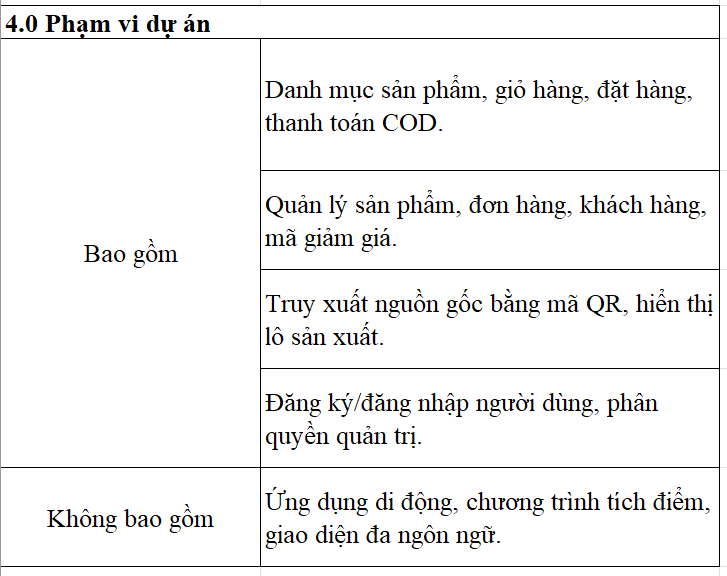 4.0 Phạm vi dự án
Bao gồm
Danh mục sản phẩm, giỏ hàng, đặt hàng,
thanh toán COD.
Quản lý sản phẩm, đơn hàng, khách hàng,
mã giảm giá.
Truy xuất nguồn gốc bằng mã QR, hiển thị
lô sản xuất.
Đăng ký/đăng nhập người dùng, phân
quyền quản trị.
Không bao gồm
Ứng dụng di động, chương trình tích điểm,
giao diện đa ngôn ngữ.